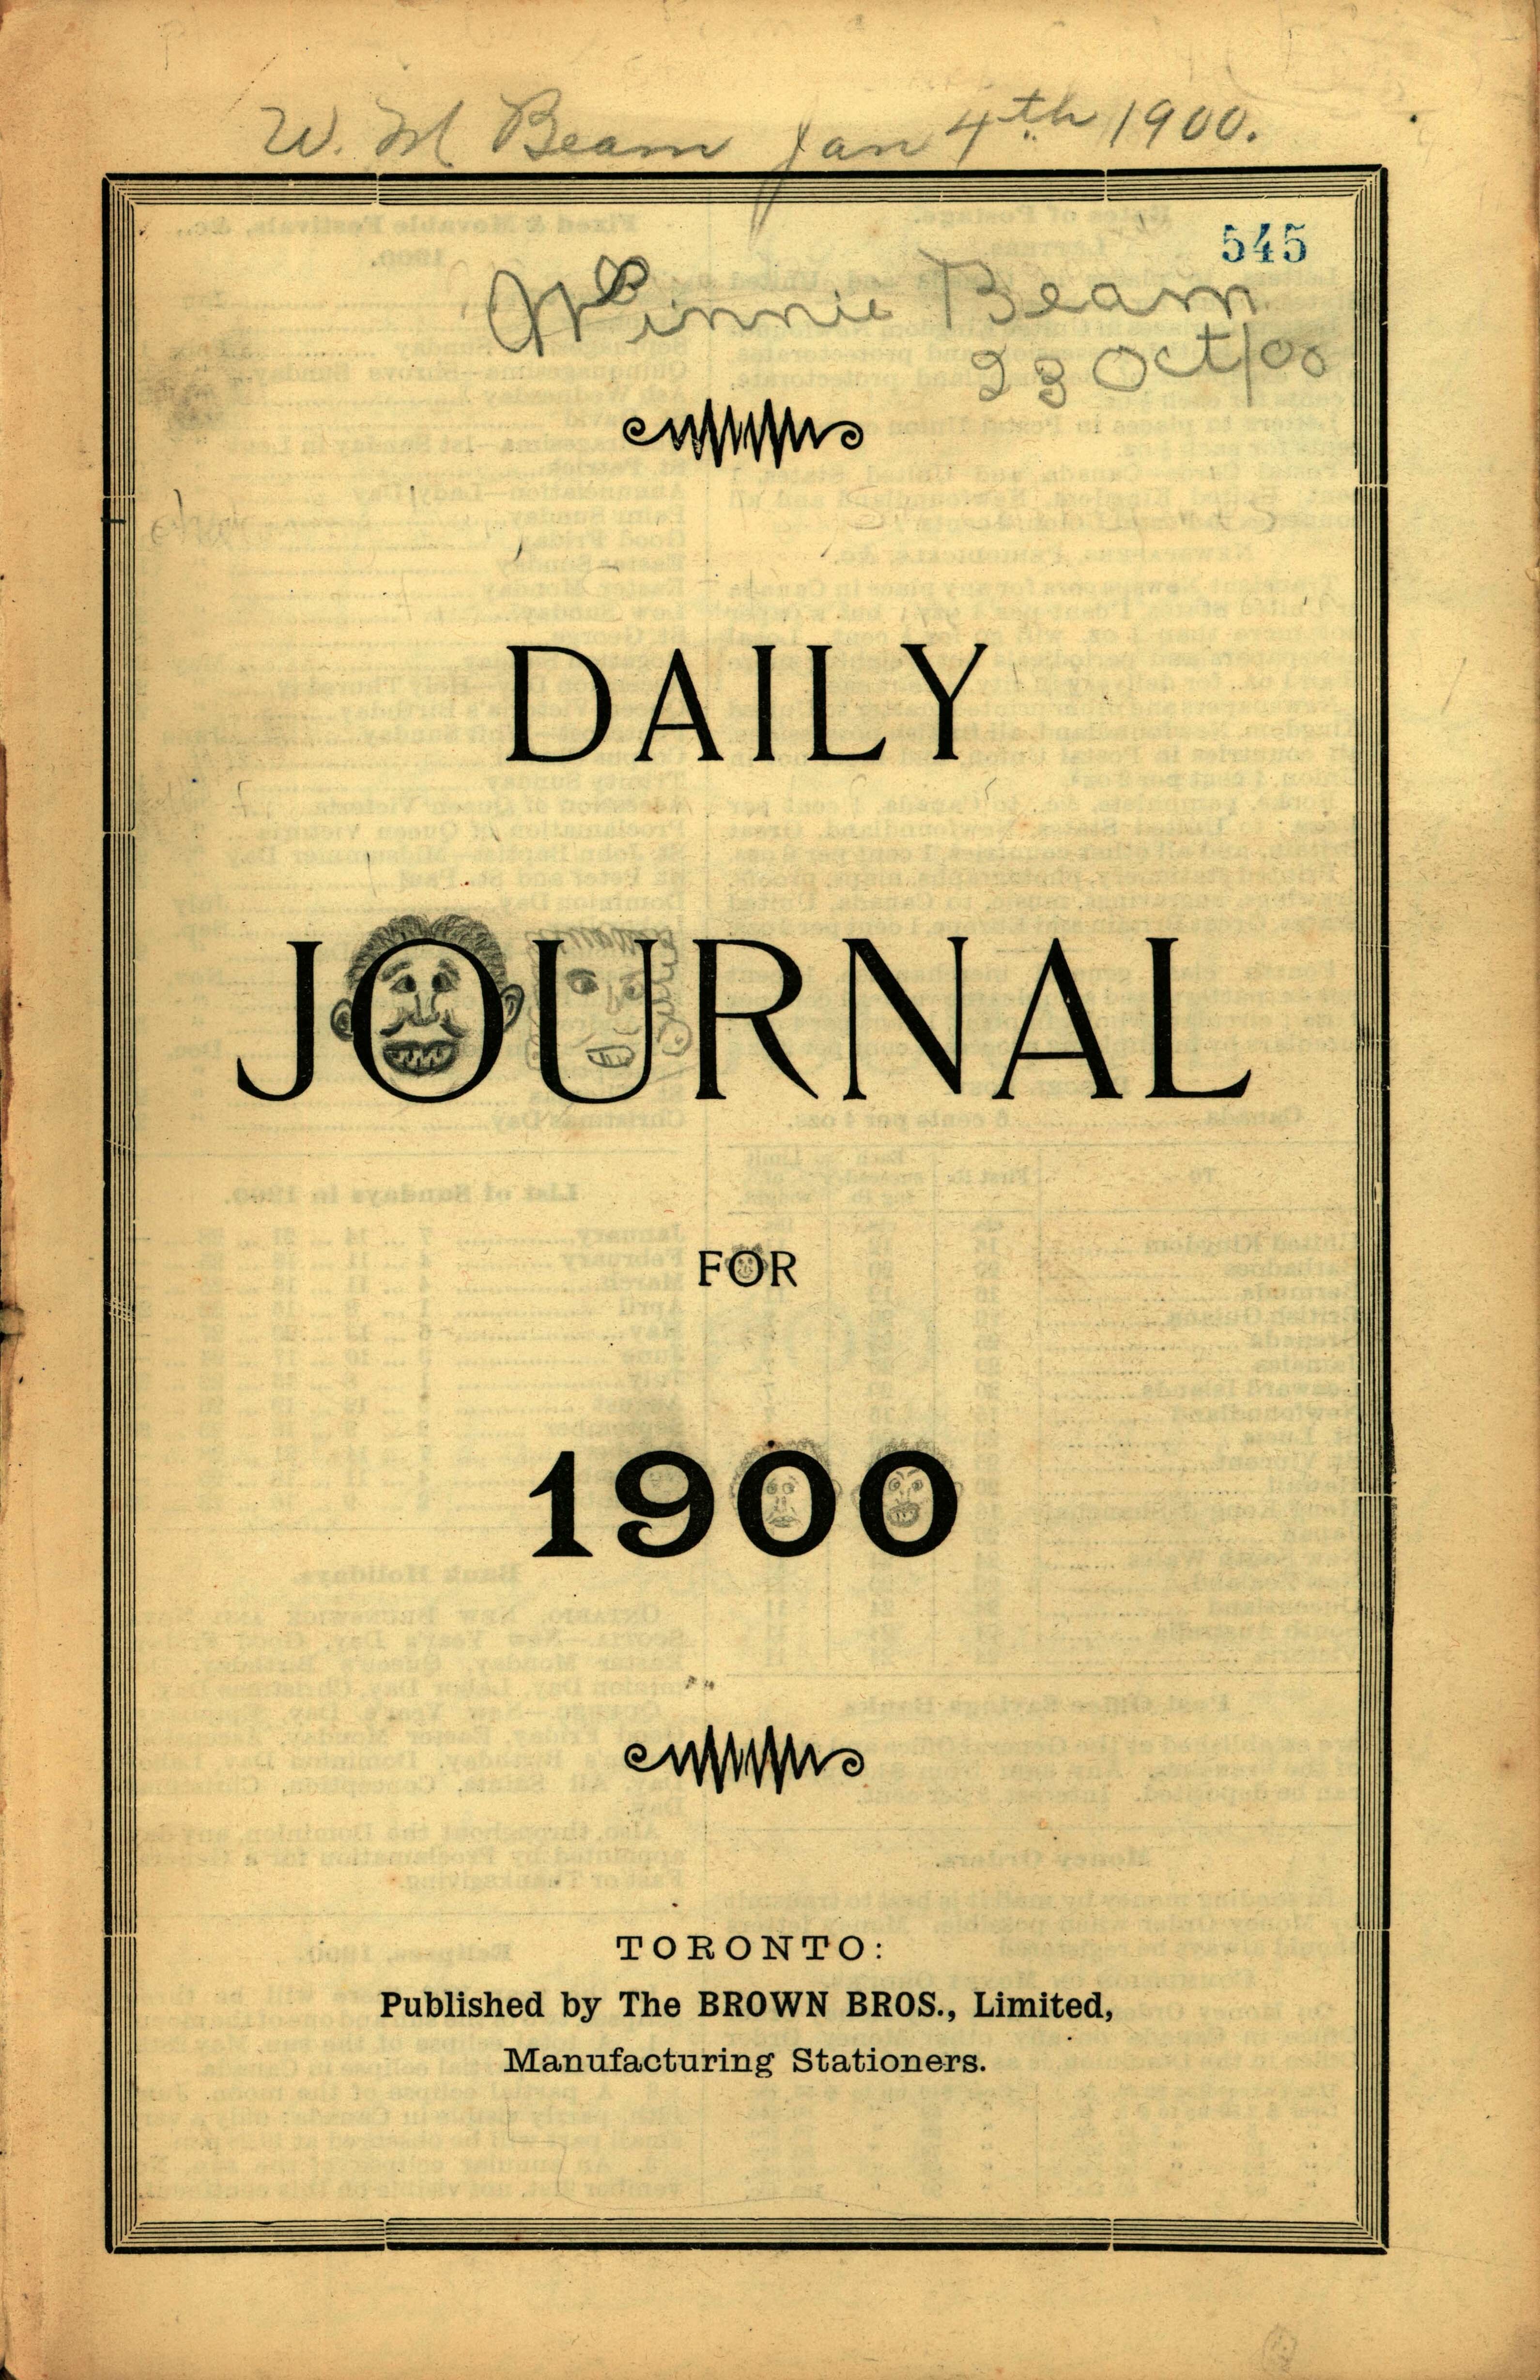 W. M Beam Jan 4th 1900.
545
Winnie Beam
23 Oct/00
DAILY
JOURNAL
FOR
1900
TORONTO:
Published by The BROWN BROS., Limited,
Manufacturing Stationers.